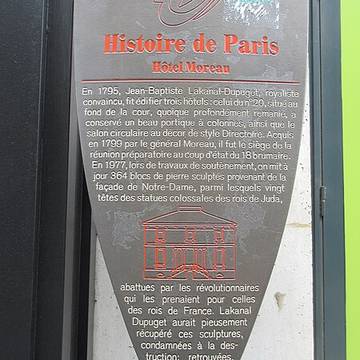 Histoire de Paris
Hôtel Moreau
En 1795, Jean-Baptiste Lakanal-Dupuget, royaliste
convaincu, fit édifier trois hôtels : celui du n°20, situé au
fond de la cour, quoique profondément remanié, a
conservé un beau portique à colonnes, ainsi que le
salon circulaire au décor de style Directoire. Acquis
en 1799 par le général Moreau, il fut le siège de la
réunion préparatoire au coup d'état du 18 brumaire.
En 1977, lors de travaux de soutènement, on mit à
jour 364 blocs de pierre sculptés provenant de la
façade de Notre-Dame, parmi lesquels vingt
têtes des statues colossales des rois de Juda,
abattues par les révolutionnaires
qui les prenaient pour celles
des rois de France. Lakanal
Dupuget aurait pieusement
récupéré ces sculptures,
condamnées à la des-
truction; retrouvées,